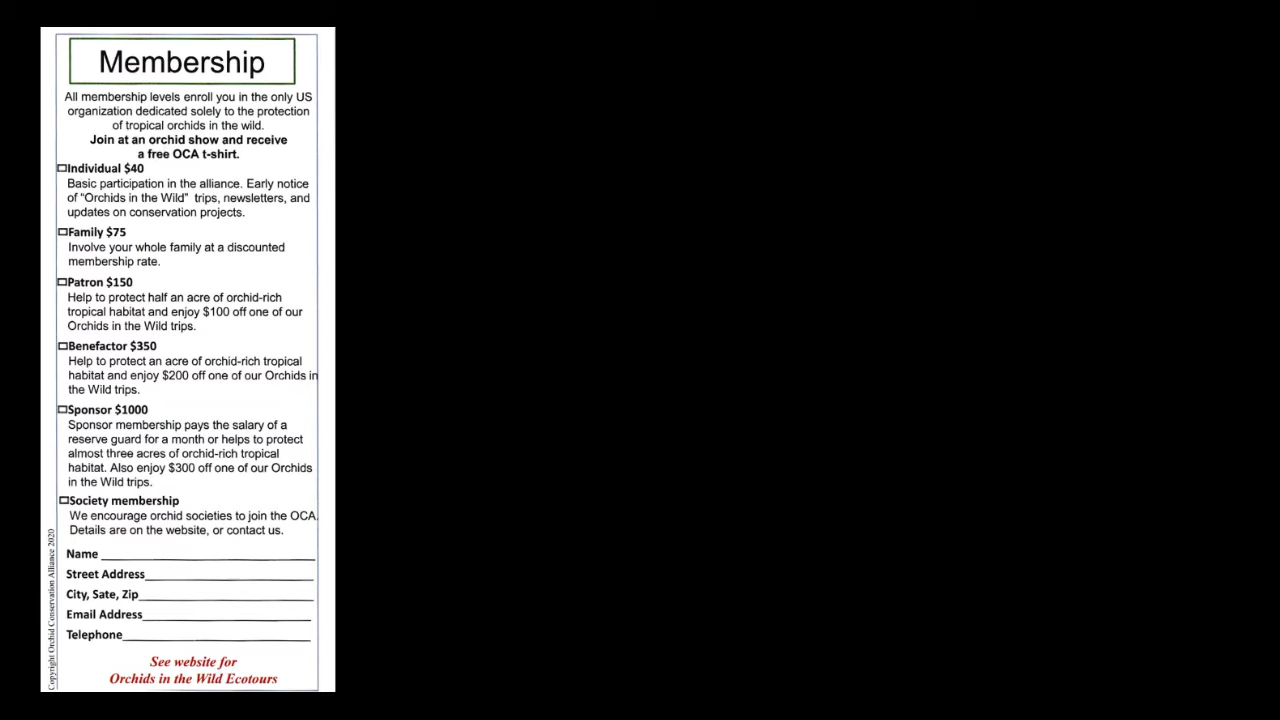 Membership
All membership levels enroll you in the only US
organization dedicated solely to the protection
of tropical orchids in the wild.
Join at an orchid show and receive
a free OCA t-shirt.
Individual $40
Basic participation in the alliance. Early notice
of “Orchids in the Wild” trips, newsletters, and
updates on conservation projects.
Family $75
Involve your whole family at a discounted
membership rate.
Patron $150
Help to protect half an acre of orchid-rich
tropical habitat and enjoy $100 off one of our
Orchids in the Wild trips.
Benefactor $350
Help to protect an acre of orchid-rich tropical
habitat and enjoy $200 off one of our Orchids in
the Wild trips.
Sponsor $1000
Sponsor membership pays the salary of a
reserve guard for a month or helps to protect
almost three acres of orchid-rich tropical
habitat. Also enjoy $300 off one of our Orchids
in the Wild trips.
Society membership
We encourage orchid societies to join the OCA.
Details are on the website, or contact us.
Name
Street Address
City, Sate, Zip
Email Address
Telephone
See website for
Orchids in the Wild Ecotours
Copyright Orchid Conservation Alliance 2020